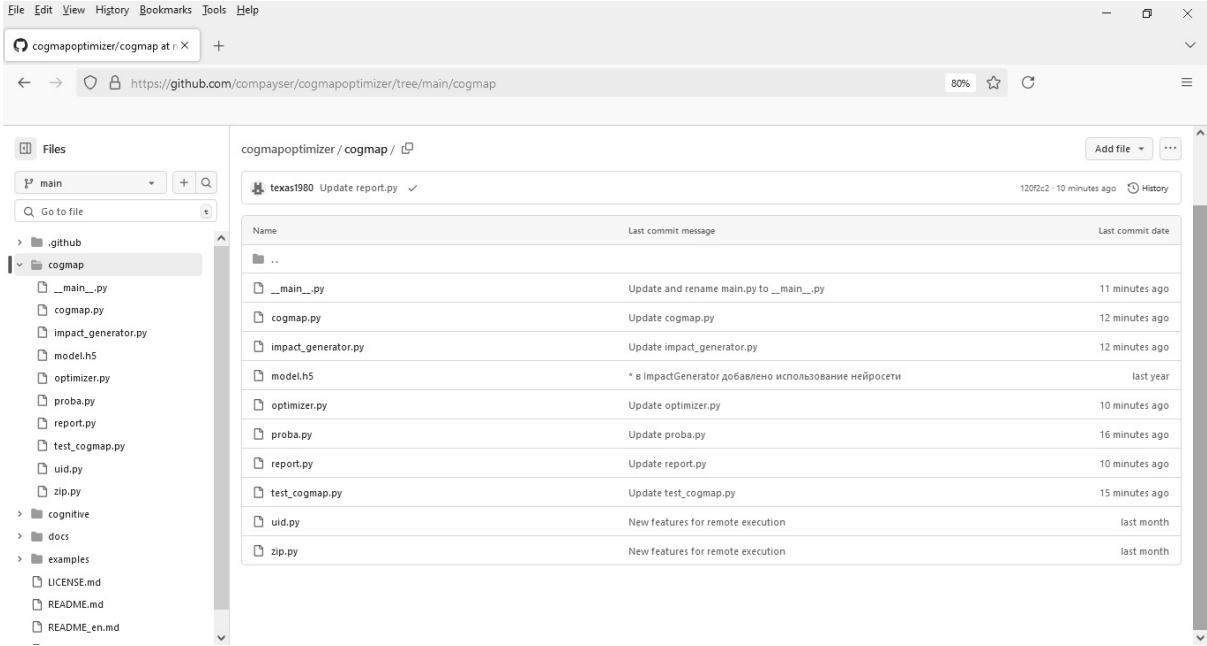 File Edit View History Bookmarks Tools Help
cogmapoptimizer/cogmap at
https://github.com/compayser/cogmapoptimizer/tree/main/cogmap 80%
Files
main
Go to file t
.github
cogmap
__main__.py
cogmap.py
impact_generator.py
model.h5
optimizer.py
proba.py
report.py
test_cogmap.py
uid.py
zip.py
cognitive
docs
examples
LICENSE.md
README.md
README_en.md
cogmapoptimizer / cogmap /
Add file
texas1980 Update report.py 120f2c2 · 10 minutes ago History
Name Last commit message Last commit date
..
__main__.py Update and rename main.py to __main__.py 11 minutes ago
cogmap.py Update cogmap.py 12 minutes ago
impact_generator.py Update impact_generator.py 12 minutes ago
model.h5 * в ImpactGenerator добавлено использование нейросети last year
optimizer.py Update optimizer.py 10 minutes ago
proba.py Update proba.py 16 minutes ago
report.py Update report.py 10 minutes ago
test_cogmap.py Update test_cogmap.py 15 minutes ago
uid.py New features for remote execution last month
zip.py New features for remote execution last month